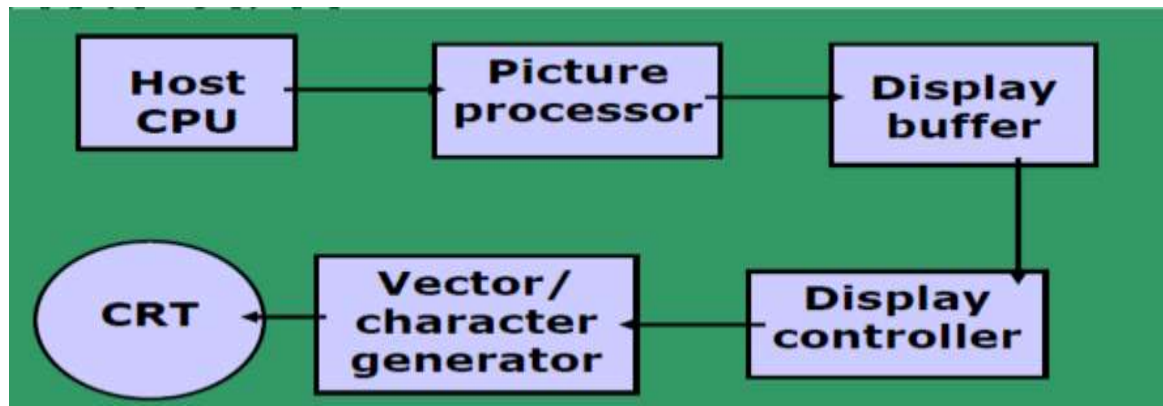 Host
CPU
Picture
processor
Display
buffer
Display
controller
Vector/
character
generator
CRT